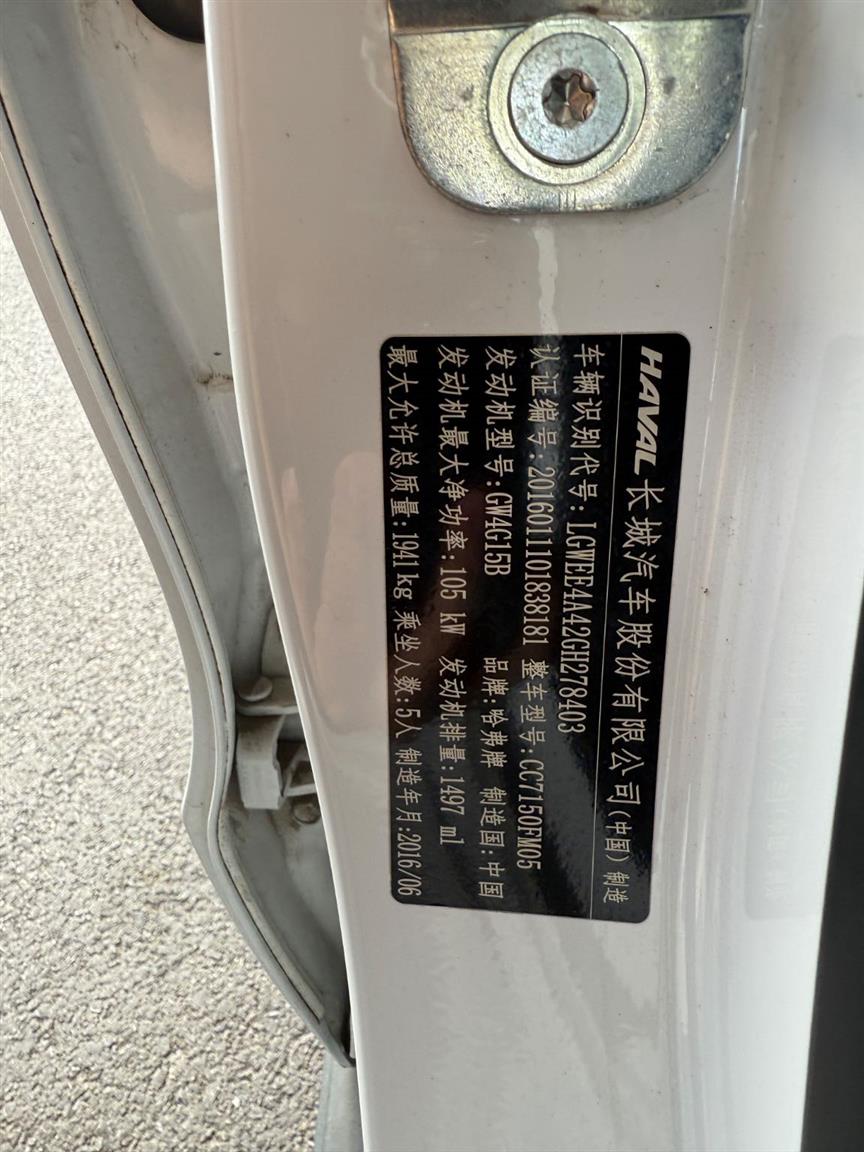 HAVAL 长城汽车股份有限公司(中国) 制造
车辆识别代号:LGWEE4A42GH278403
认证编号:2016011101838181 整车型号:CC7150FM05
发动机型号:GW4G15B 品牌:哈弗牌 制造国:中国
发动机最大净功率:105 kW 发动机排量:1497 ml
最大允许总质量:1941kg 乘坐人数:5人 制造年月:2016/06